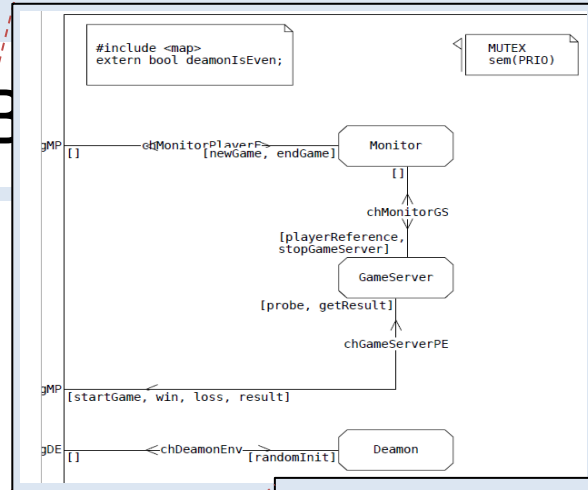 #include <map>
extern bool deamonIsEven;
MUTEX
sem(PRIO);
gMP
chMonitorPlayerE
Monitor
[]
[newGame, endGame]
[]
chMonitorGS
[playerReference,
stopGameServer]
GameServer
[probe, getResult]
chGameServerPE
gMP
[startGame, win, loss, result]
gDE
chDeamonEnv
Deamon
[]
[randomInit]